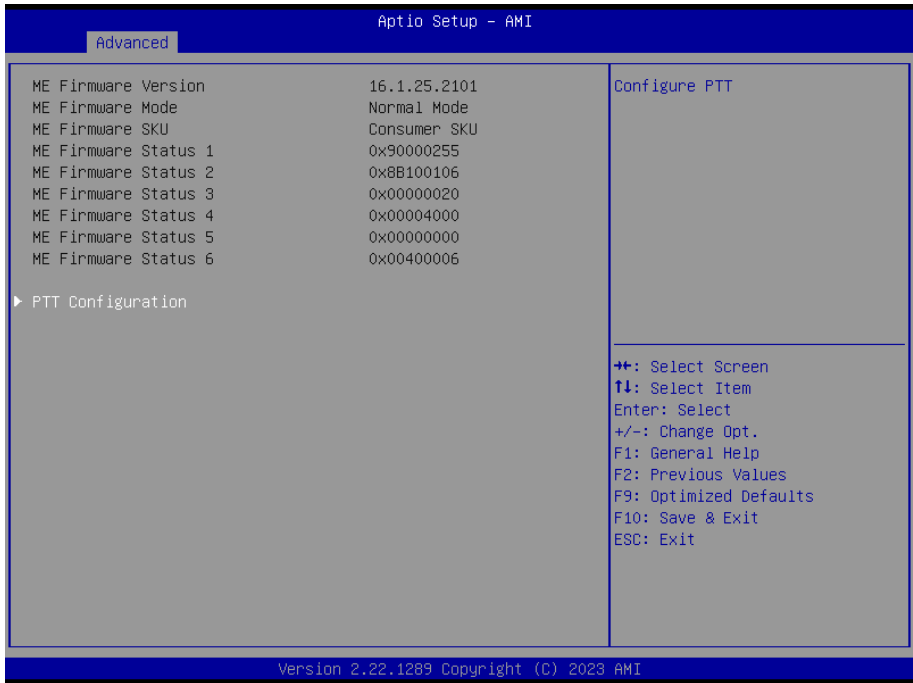 Aptio Setup – AMI
Advanced
ME Firmware Version 16.1.25.2101
ME Firmware Mode Normal Mode
ME Firmware SKU Consumer SKU
ME Firmware Status 1 0x90000255
ME Firmware Status 2 0x8B100106
ME Firmware Status 3 0x00000020
ME Firmware Status 4 0x00004000
ME Firmware Status 5 0x00000000
ME Firmware Status 6 0x00400006
▶ PTT Configuration
Configure PTT
→←: Select Screen
↑↓: Select Item
Enter: Select
+/-: Change Opt.
F1: General Help
F2: Previous Values
F9: Optimized Defaults
F10: Save & Exit
ESC: Exit
Version 2.22.1289 Copyright (C) 2023 AMI